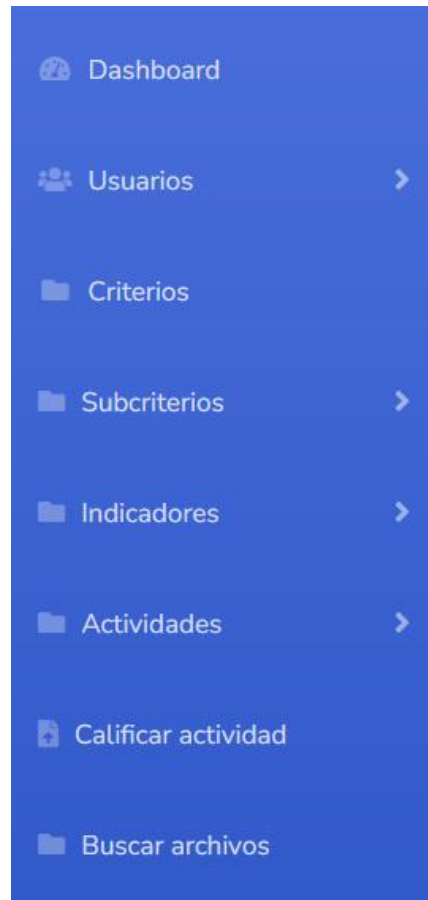 Dashboard
Usuarios
Criterios
Subcriterios
Indicadores
Actividades
Calificar actividad
Buscar archivos